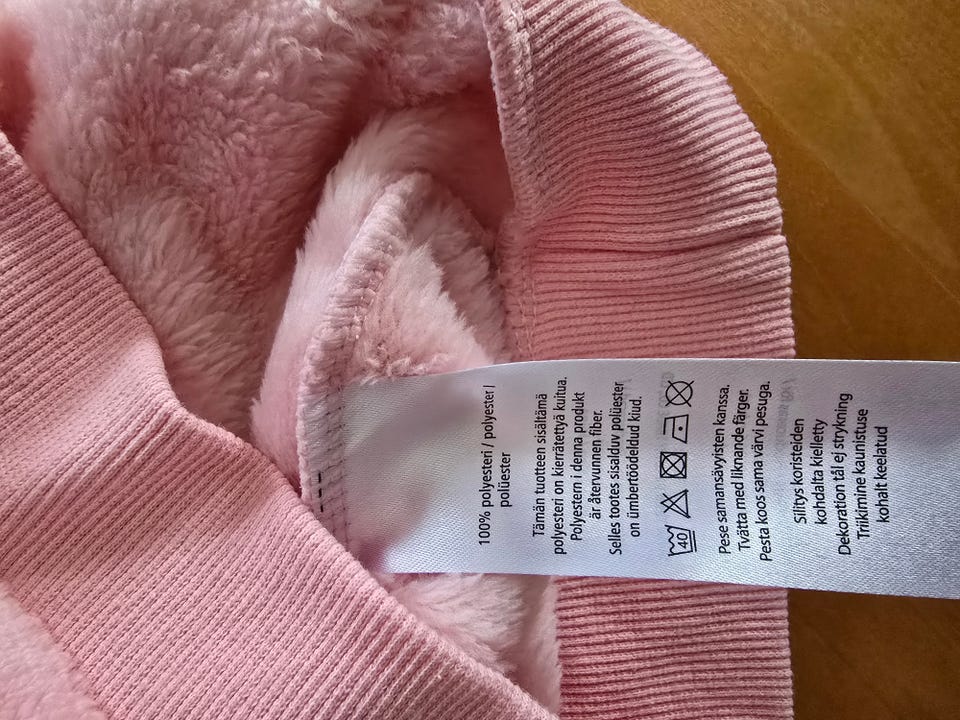 100% polyesteri / polyester /
polüester
Tämän tuotteen sisältämä
polyesteri on kierrätettyä kuitua.
Polyestern i denna produkt
är återvunnen fiber.
Selles tootes sisalduv polüester
on ümbertöödeldud kiud.
40
Pese samansävyisten kanssa.
Tvätta med liknande färger.
Pesta koos sama värvi pesuga.
Silitys koristeiden
kohdalta kielletty
Dekoration tål ej strykning
Triikimine kaunistuse
kohalt keelatud